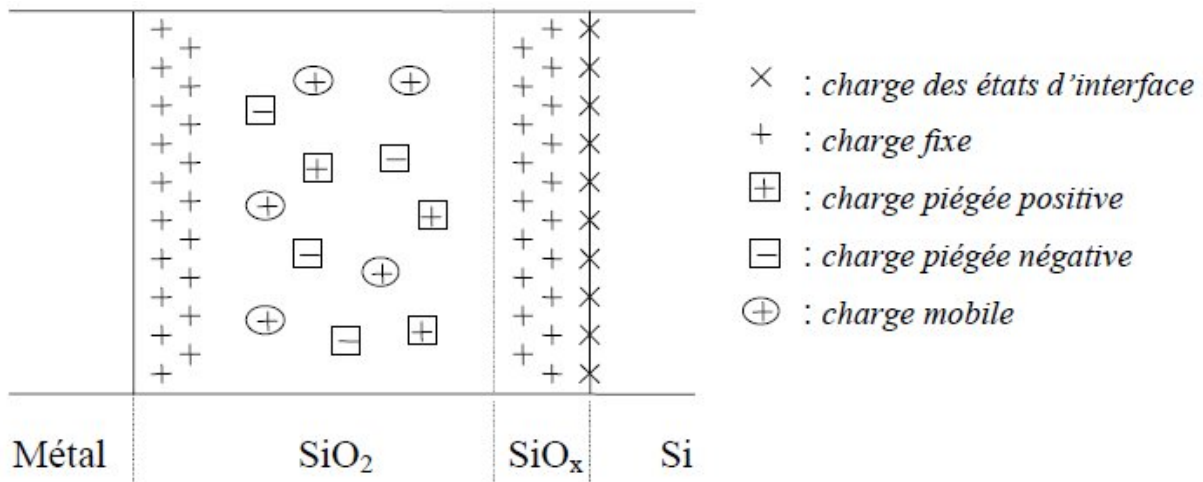 × : charge des états d'interface
+ : charge fixe
+ : charge piégée positive
− : charge piégée négative
+ : charge mobile
Métal SiO₂ SiOₓ Si